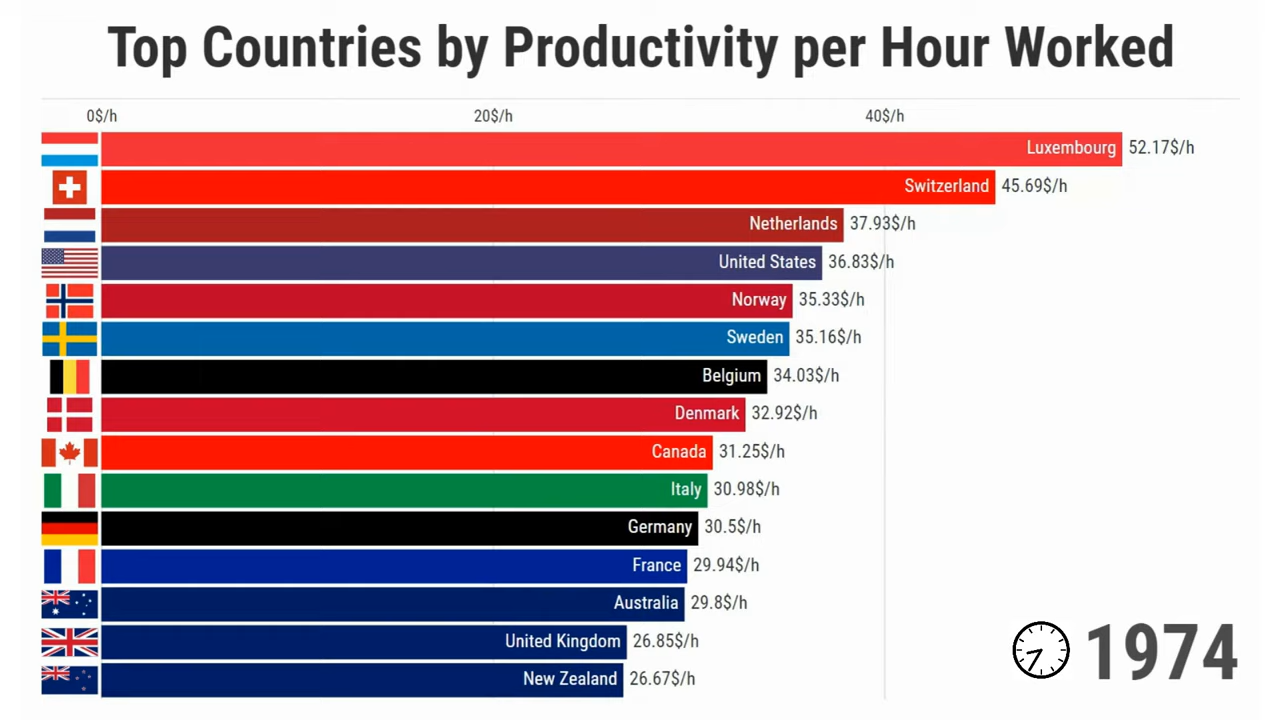 Top Countries by Productivity per Hour Worked
0$/h 20$/h 40$/h
Luxembourg 52.17$/h
Switzerland 45.69$/h
Netherlands 37.93$/h
United States 36.83$/h
Norway 35.33$/h
Sweden 35.16$/h
Belgium 34.03$/h
Denmark 32.92$/h
Canada 31.25$/h
Italy 30.98$/h
Germany 30.5$/h
France 29.94$/h
Australia 29.8$/h
United Kingdom 26.85$/h
New Zealand 26.67$/h
1974